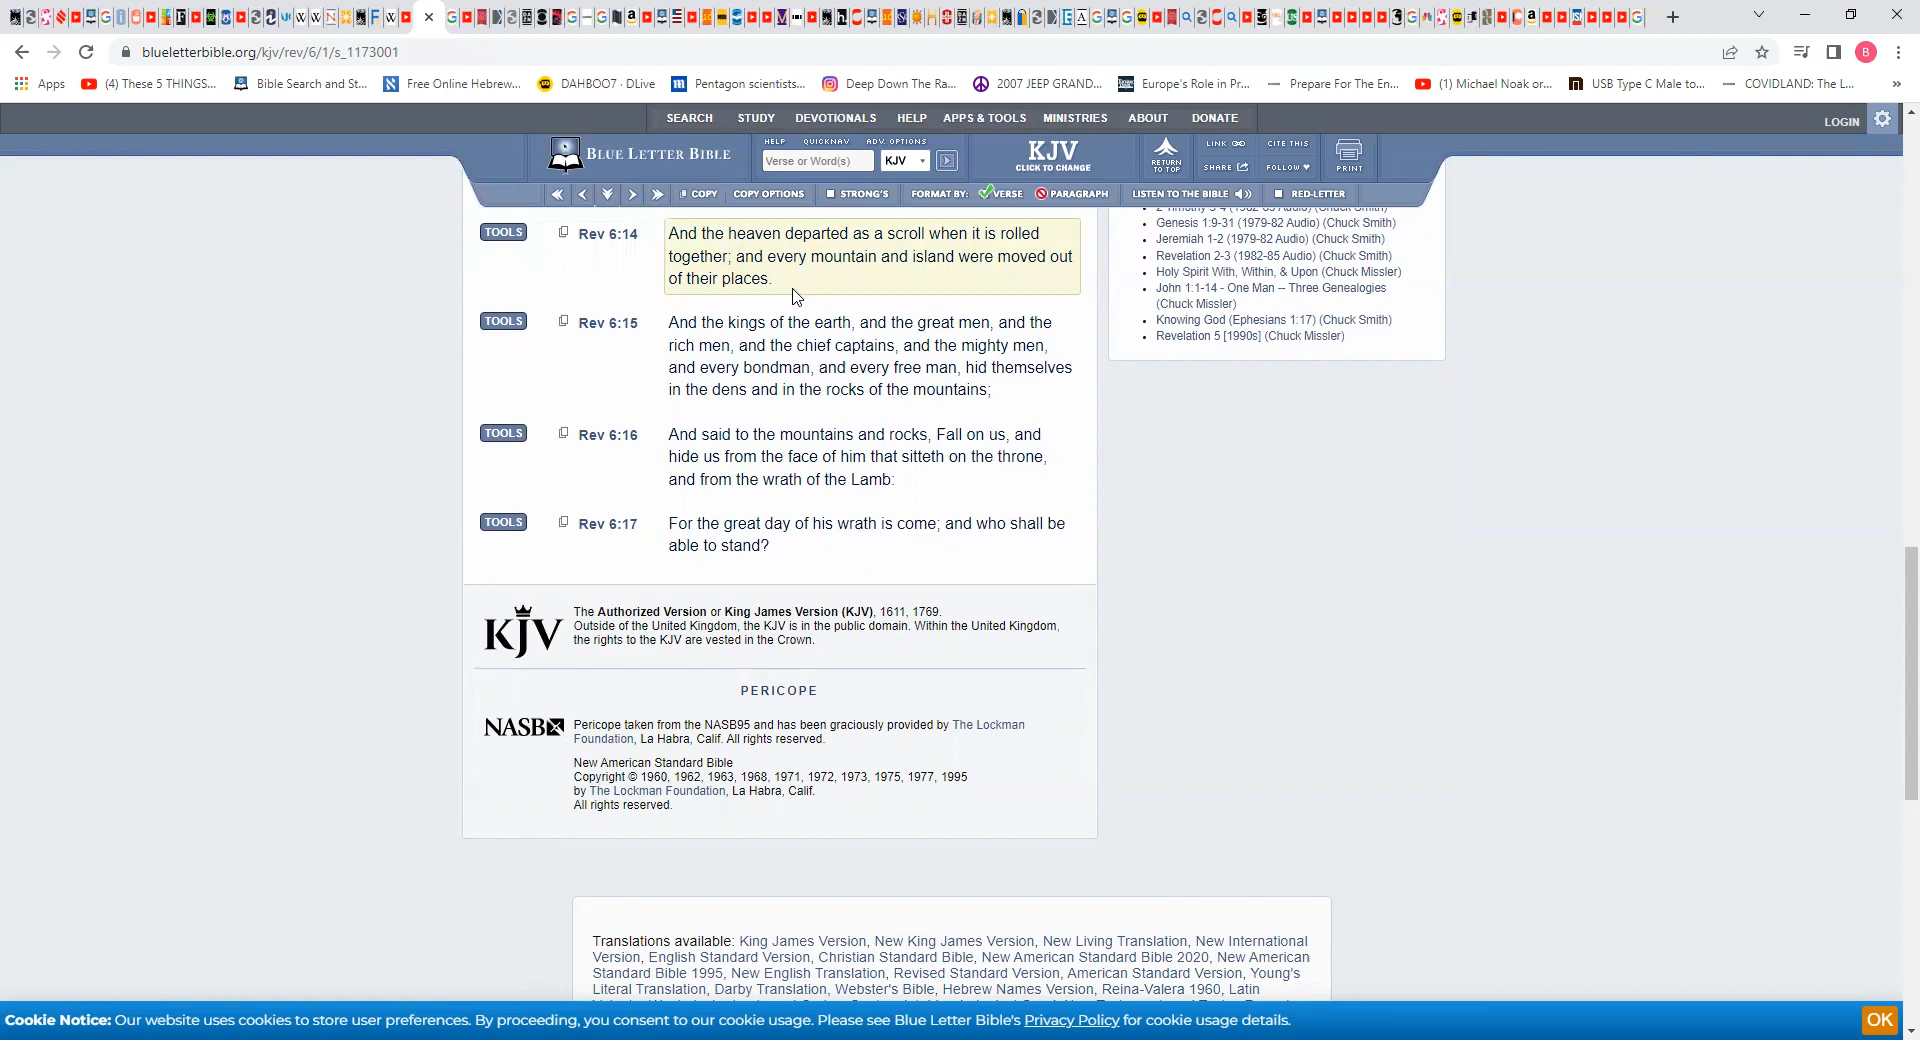 blueletterbible.org/kjv/rev/6/1/s_1173001
B
Apps
(4) These 5 THINGS...
Bible Search and St...
Free Online Hebrew...
DAHBOO7 · DLive
Pentagon scientists...
Deep Down The Ra...
2007 JEEP GRAND...
Europe's Role in Pr...
Prepare For The En...
(1) Michael Noak or...
USB Type C Male to...
COVIDLAND: The L...
»
SEARCH STUDY DEVOTIONALS HELP APPS & TOOLS MINISTRIES ABOUT DONATE
LOGIN
HELP QUICKNAV ADV. OPTIONS
BLUE LETTER BIBLE
Verse or Word(s) KJV
KJV
CLICK TO CHANGE
RETURN
TO TOP
LINK CITE THIS
SHARE FOLLOW
PRINT
COPY COPY OPTIONS STRONG'S FORMAT BY: VERSE PARAGRAPH LISTEN TO THE BIBLE RED-LETTER
TOOLS Rev 6:14 And the heaven departed as a scroll when it is rolled
together; and every mountain and island were moved out
of their places.
TOOLS Rev 6:15 And the kings of the earth, and the great men, and the
rich men, and the chief captains, and the mighty men,
and every bondman, and every free man, hid themselves
in the dens and in the rocks of the mountains;
TOOLS Rev 6:16 And said to the mountains and rocks, Fall on us, and
hide us from the face of him that sitteth on the throne,
and from the wrath of the Lamb:
TOOLS Rev 6:17 For the great day of his wrath is come; and who shall be
able to stand?
Genesis 1:9-31 (1979-82 Audio) (Chuck Smith)
Jeremiah 1-2 (1979-82 Audio) (Chuck Smith)
Revelation 2-3 (1982-85 Audio) (Chuck Smith)
Holy Spirit With, Within, & Upon (Chuck Missler)
John 1:1-14 - One Man -- Three Genealogies
(Chuck Missler)
Knowing God (Ephesians 1:17) (Chuck Smith)
Revelation 5 [1990s] (Chuck Missler)
KJV
The Authorized Version or King James Version (KJV), 1611, 1769.
Outside of the United Kingdom, the KJV is in the public domain. Within the United Kingdom,
the rights to the KJV are vested in the Crown.
PERICOPE
NASB
Pericope taken from the NASB95 and has been graciously provided by The Lockman
Foundation, La Habra, Calif. All rights reserved.
New American Standard Bible
Copyright © 1960, 1962, 1963, 1968, 1971, 1972, 1973, 1975, 1977, 1995
by The Lockman Foundation, La Habra, Calif.
All rights reserved.
Translations available: King James Version, New King James Version, New Living Translation, New International
Version, English Standard Version, Christian Standard Bible, New American Standard Bible 2020, New American
Standard Bible 1995, New English Translation, Revised Standard Version, American Standard Version, Young's
Literal Translation, Darby Translation, Webster's Bible, Hebrew Names Version, Reina-Valera 1960, Latin
Cookie Notice: Our website uses cookies to store user preferences. By proceeding, you consent to our cookie usage. Please see Blue Letter Bible's Privacy Policy for cookie usage details.
OK